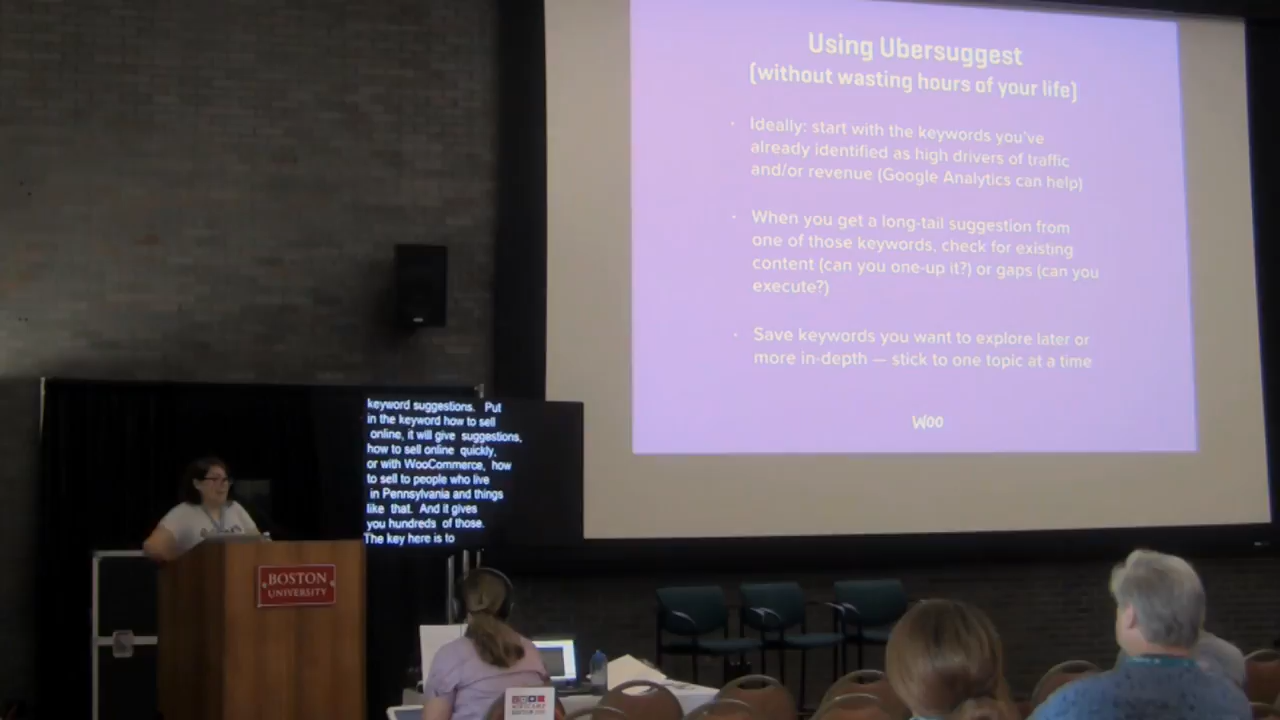 Using Ubersuggest
(without wasting hours of your life)
· Ideally: start with the keywords you've
already identified as high drivers of traffic
and/or revenue (Google Analytics can help)
· When you get a long-tail suggestion from
one of those keywords, check for existing
content (can you one-up it?) or gaps (can you
execute?)
· Save keywords you want to explore later or
more in-depth — stick to one topic at a time
Woo
keyword suggestions. Put
in the keyword how to sell
online, it will give suggestions,
how to sell online quickly,
or with WooCommerce, how
to sell to people who live
in Pennsylvania and things
like that. And it gives
you hundreds of those.
The key here is to
BOSTON
UNIVERSITY